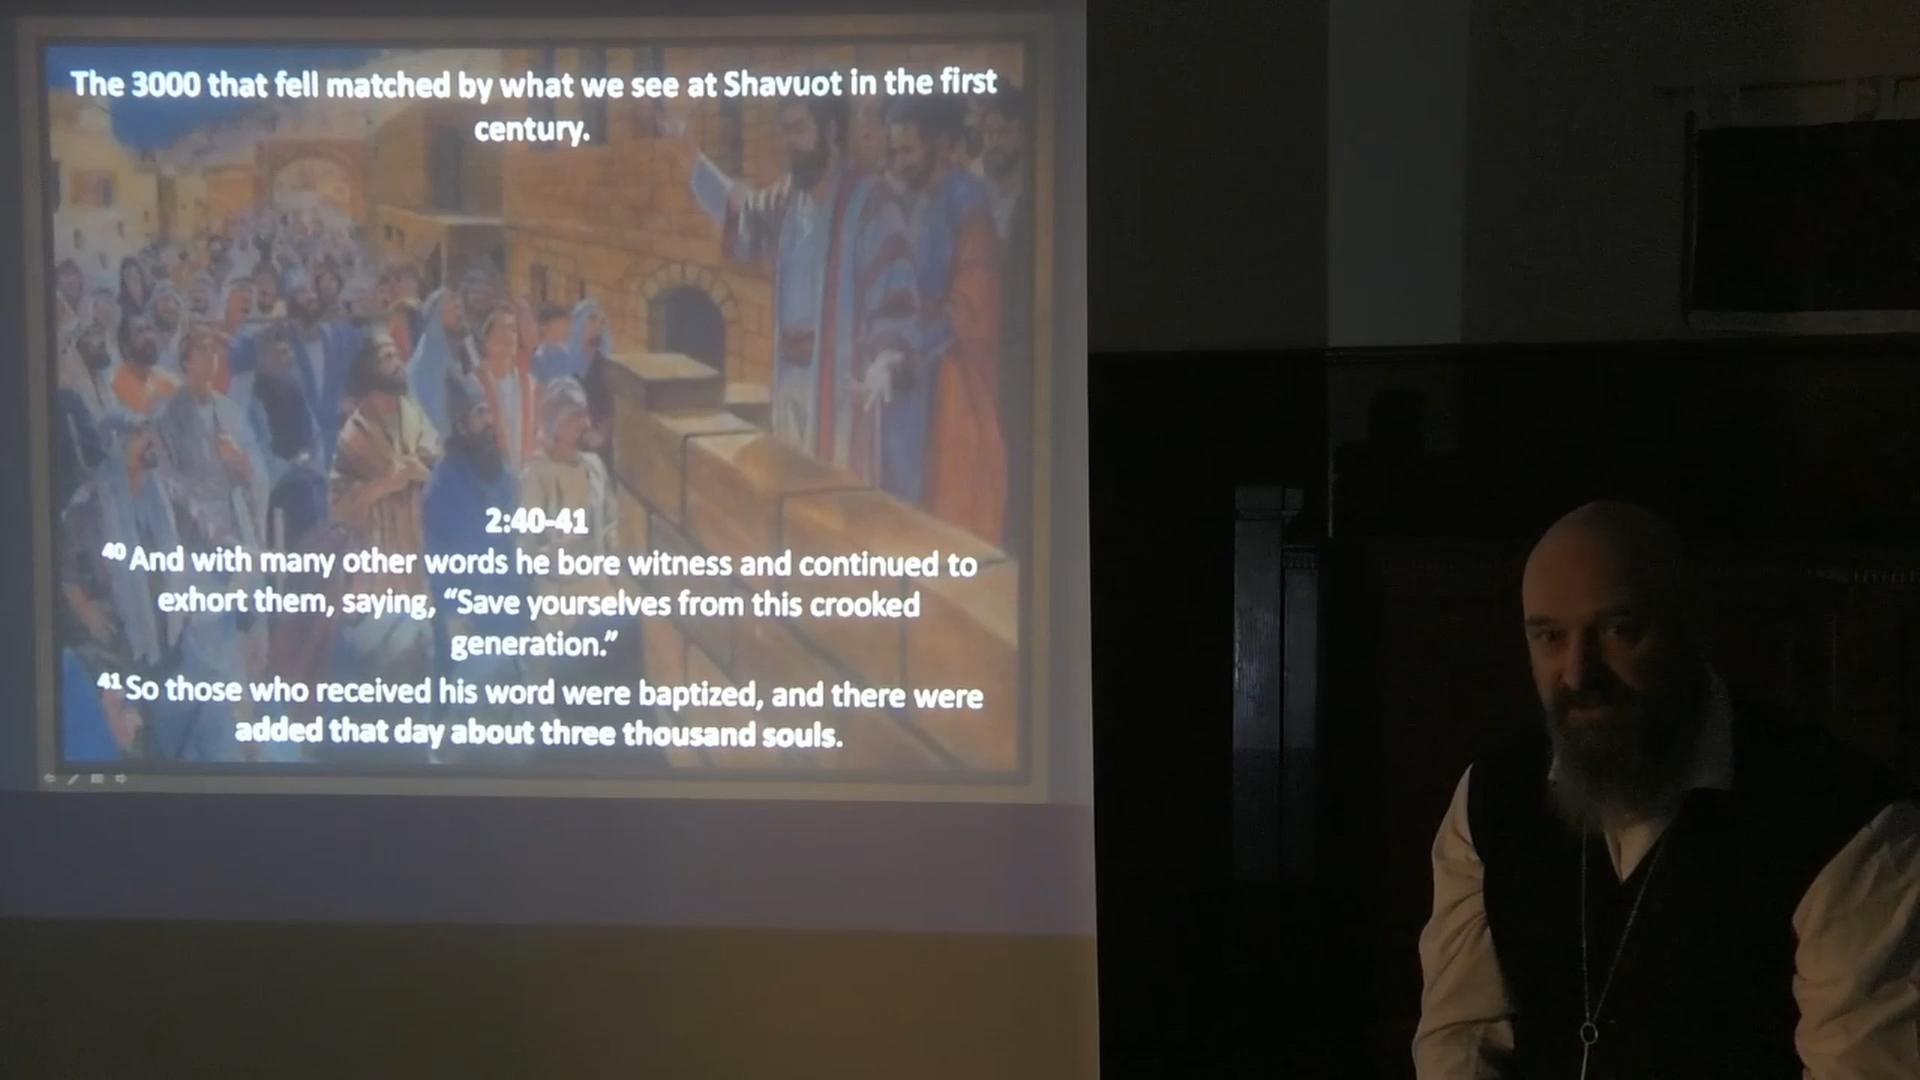 The 3000 that fell matched by what we see at Shavuot in the first
century.
2:40-41
40 And with many other words he bore witness and continued to
exhort them, saying, “Save yourselves from this crooked
generation.”
41 So those who received his word were baptized, and there were
added that day about three thousand souls.